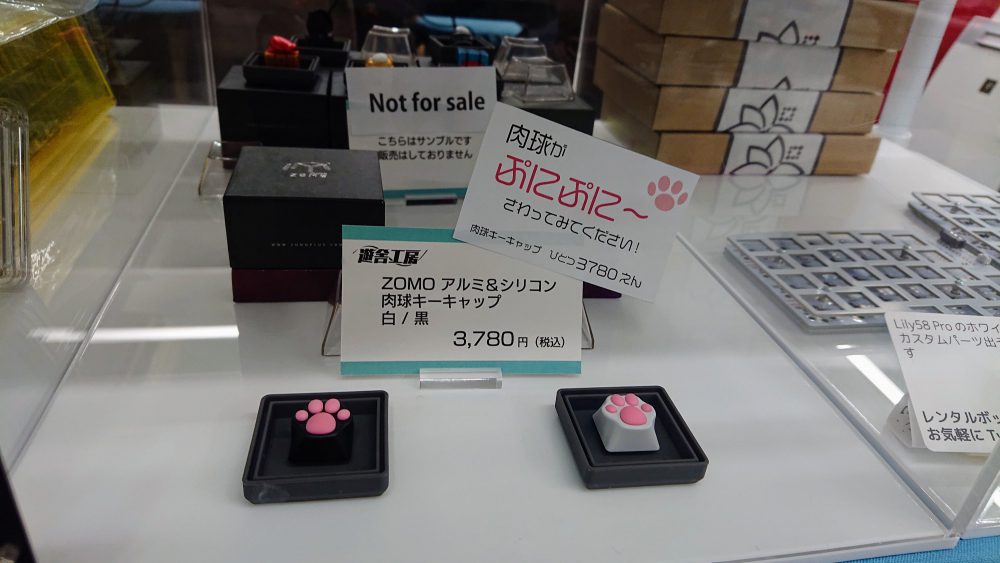 Not for sale
こちらはサンプルです
販売はしておりません
肉球が
ぷにぷに～
さわってみてください！
肉球キーキャップ ひとつ3780えん
遊舎工房
ZOMO アルミ&シリコン
肉球キーキャップ
白 / 黒
3,780円（税込）
ZOMO
Lily58 Pro のホワイ
カスタムパーツ出
す
レンタルボッ
お気軽に Tw